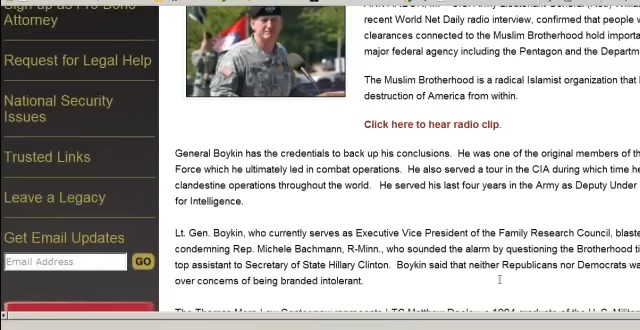 Sign up as Pro Bono
Attorney
Request for Legal Help
National Security
Issues
Trusted Links
Leave a Legacy
Get Email Updates
Email Address
GO
recent World Net Daily radio interview, confirmed that people w
clearances connected to the Muslim Brotherhood hold importa
major federal agency including the Pentagon and the Departm
The Muslim Brotherhood is a radical Islamist organization that
destruction of America from within.
Click here to hear radio clip.
General Boykin has the credentials to back up his conclusions. He was one of the original members of th
Force which he ultimately led in combat operations. He also served a tour in the CIA during which time he
clandestine operations throughout the world. He served his last four years in the Army as Deputy Under
for Intelligence.
Lt. Gen. Boykin, who currently serves as Executive Vice President of the Family Research Council, blaste
condemning Rep. Michele Bachmann, R-Minn., who sounded the alarm by questioning the Brotherhood ti
top assistant to Secretary of State Hillary Clinton. Boykin said that neither Republicans nor Democrats wa
over concerns of being branded intolerant.